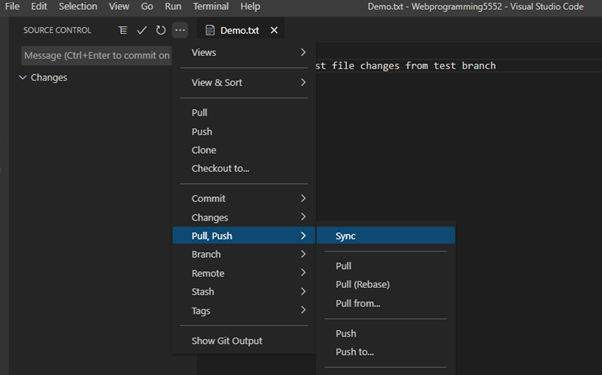 File Edit Selection View Go Run Terminal Help Demo.txt - Webprogramming5552 - Visual Studio Code
SOURCE CONTROL
Demo.txt
Message (Ctrl+Enter to commit on
Changes
st file changes from test branch
Views
View & Sort
Pull
Push
Clone
Checkout to...
Commit
Changes
Pull, Push
Branch
Remote
Stash
Tags
Show Git Output
Sync
Pull
Pull (Rebase)
Pull from...
Push
Push to...